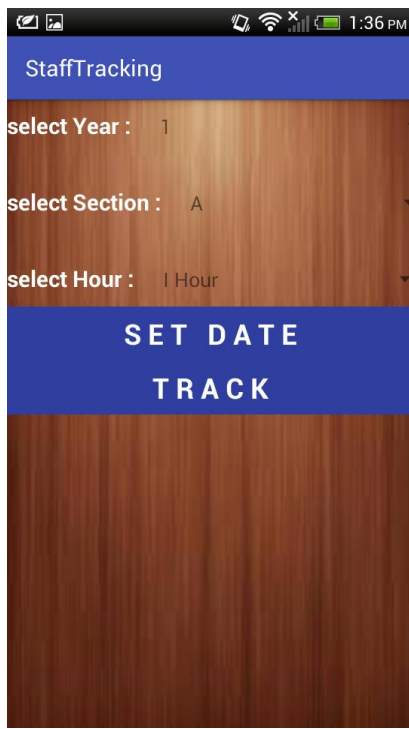 1:36 PM
StaffTracking
select Year : 1
select Section : A
select Hour : I Hour
SET DATE
TRACK